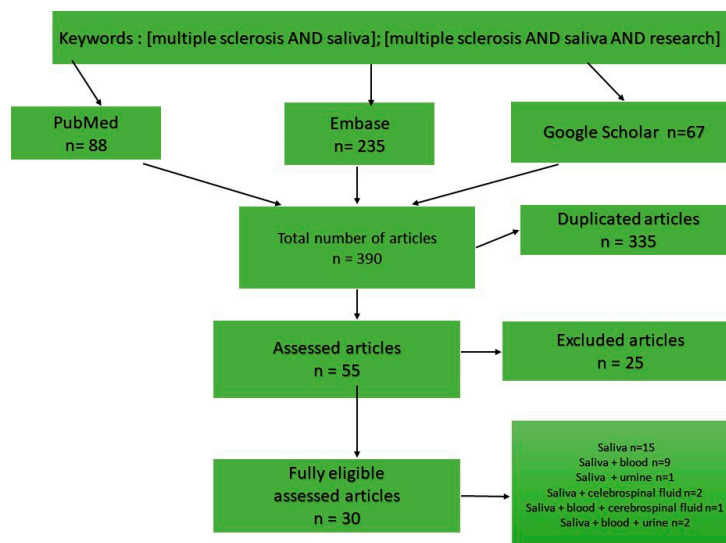 Keywords : [multiple sclerosis AND saliva]; [multiple sclerosis AND saliva AND research]
PubMed
n= 88
Embase
n= 235
Google Scholar n=67
Total number of articles
n = 390
Duplicated articles
n = 335
Assessed articles
n = 55
Excluded articles
n = 25
Fully eligible
assessed articles
n = 30
Saliva n=15
Saliva + blood n=9
Saliva + urnine n=1
Saliva + celebrospinal fluid n=2
Saliva + blood + cerebrospinal fluid n=1
Saliva + blood + urine n=2